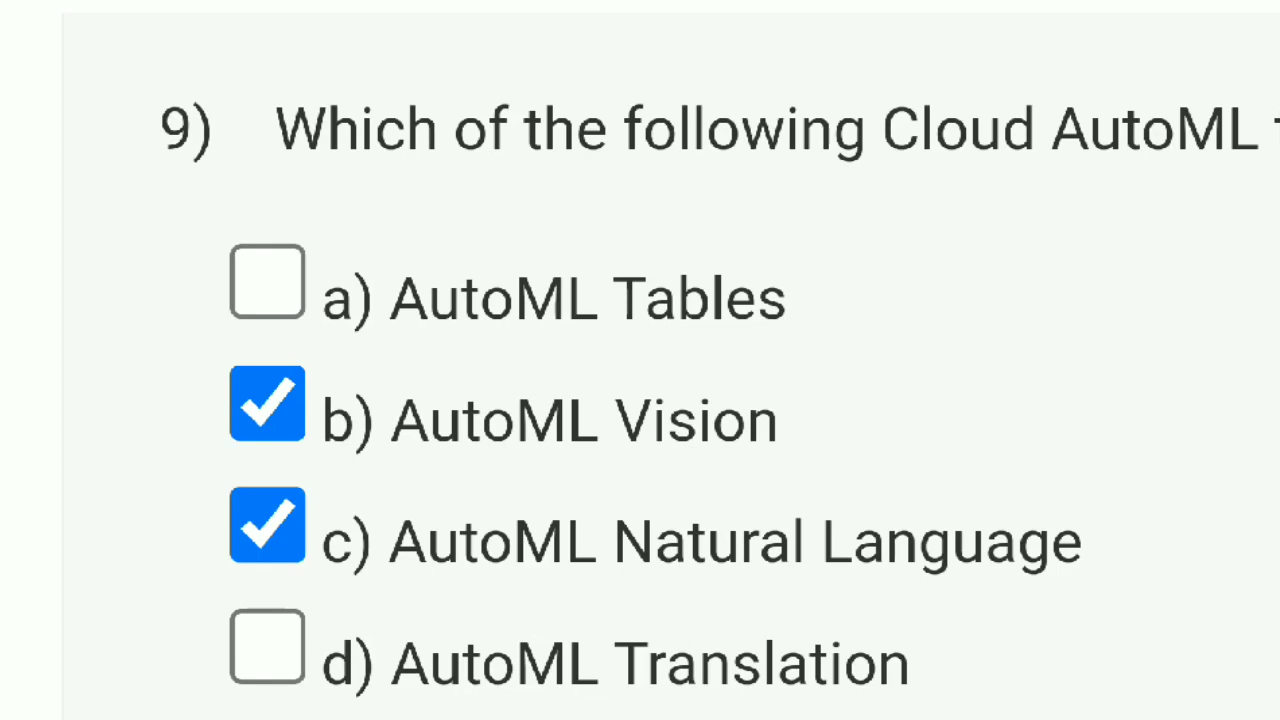 9) Which of the following Cloud AutoML
a) AutoML Tables
b) AutoML Vision
c) AutoML Natural Language
d) AutoML Translation